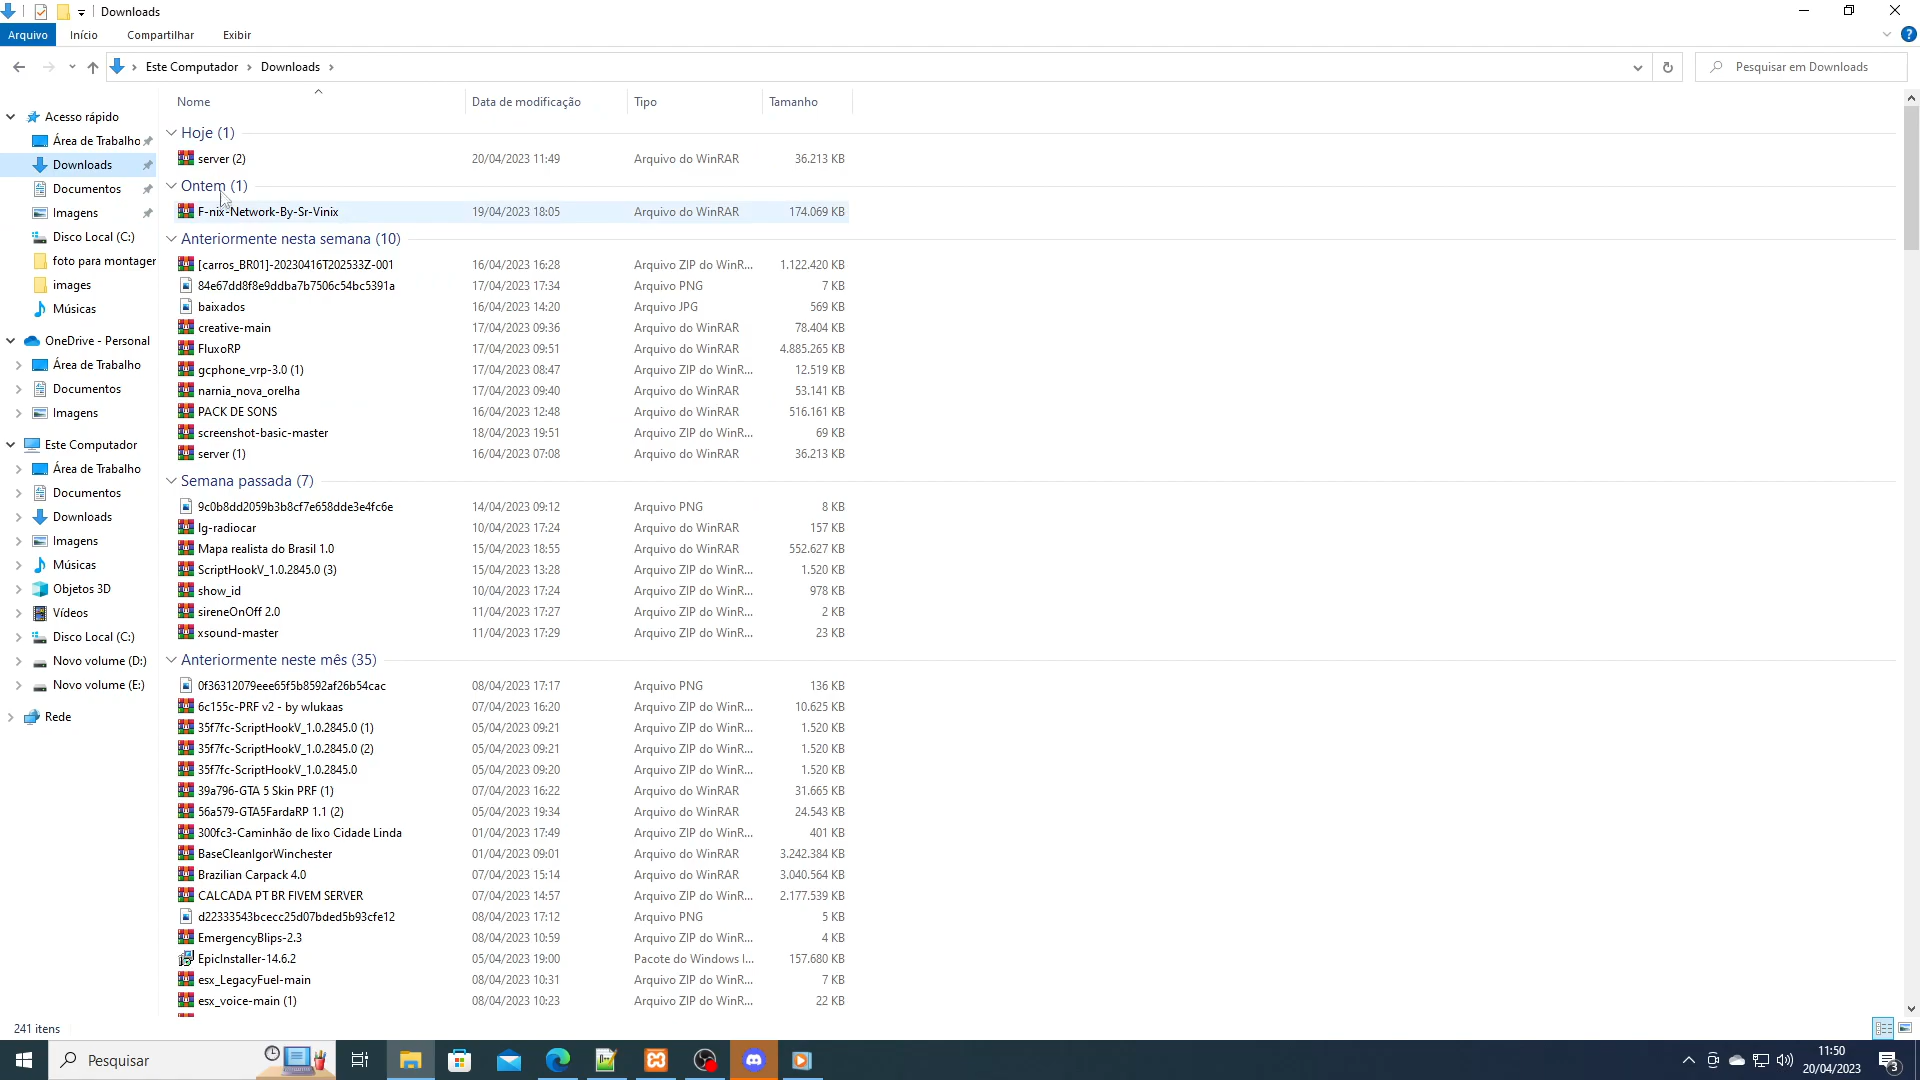 Downloads
Arquivo Início Compartilhar Exibir
Este Computador Downloads
Pesquisar em Downloads
Acesso rápido
Área de Trabalho
Downloads
Documentos
Imagens
Disco Local (C:)
foto para montager
images
Músicas
OneDrive - Personal
Área de Trabalho
Documentos
Imagens
Este Computador
Área de Trabalho
Documentos
Downloads
Imagens
Músicas
Objetos 3D
Vídeos
Disco Local (C:)
Novo volume (D:)
Novo volume (E:)
Rede
Nome Data de modificação Tipo Tamanho
Hoje (1)
server (2) 20/04/2023 11:49 Arquivo do WinRAR 36.213 KB
Ontem (1)
F-nix-Network-By-Sr-Vinix 19/04/2023 18:05 Arquivo do WinRAR 174.069 KB
Anteriormente nesta semana (10)
[carros_BR01]-20230416T202533Z-001 16/04/2023 16:28 Arquivo ZIP do WinR... 1.122.420 KB
84e67dd8f8e9ddba7b7506c54bc5391a 17/04/2023 17:34 Arquivo PNG 7 KB
baixados 16/04/2023 14:20 Arquivo JPG 569 KB
creative-main 17/04/2023 09:36 Arquivo do WinRAR 78.404 KB
FluxoRP 17/04/2023 09:51 Arquivo do WinRAR 4.885.265 KB
gcphone_vrp-3.0 (1) 17/04/2023 08:47 Arquivo ZIP do WinR... 12.519 KB
narnia_nova_orelha 17/04/2023 09:40 Arquivo do WinRAR 53.141 KB
PACK DE SONS 16/04/2023 12:48 Arquivo do WinRAR 516.161 KB
screenshot-basic-master 18/04/2023 19:51 Arquivo ZIP do WinR... 69 KB
server (1) 16/04/2023 07:08 Arquivo do WinRAR 36.213 KB
Semana passada (7)
9c0b8dd2059b3b8cf7e658dde3e4fc6e 14/04/2023 09:12 Arquivo PNG 8 KB
lg-radiocar 10/04/2023 17:24 Arquivo do WinRAR 157 KB
Mapa realista do Brasil 1.0 15/04/2023 18:55 Arquivo do WinRAR 552.627 KB
ScriptHookV_1.0.2845.0 (3) 15/04/2023 13:28 Arquivo ZIP do WinR... 1.520 KB
show_id 10/04/2023 17:24 Arquivo ZIP do WinR... 978 KB
sireneOnOff 2.0 11/04/2023 17:27 Arquivo ZIP do WinR... 2 KB
xsound-master 11/04/2023 17:29 Arquivo ZIP do WinR... 23 KB
Anteriormente neste mês (35)
0f36312079eee65f5b8592af26b54cac 08/04/2023 17:17 Arquivo PNG 136 KB
6c155c-PRF v2 - by wlukaas 07/04/2023 16:20 Arquivo ZIP do WinR... 10.625 KB
35f7fc-ScriptHookV_1.0.2845.0 (1) 05/04/2023 09:21 Arquivo ZIP do WinR... 1.520 KB
35f7fc-ScriptHookV_1.0.2845.0 (2) 05/04/2023 09:21 Arquivo ZIP do WinR... 1.520 KB
35f7fc-ScriptHookV_1.0.2845.0 05/04/2023 09:20 Arquivo ZIP do WinR... 1.520 KB
39a796-GTA 5 Skin PRF (1) 07/04/2023 16:22 Arquivo do WinRAR 31.665 KB
56a579-GTA5FardaRP 1.1 (2) 05/04/2023 19:34 Arquivo do WinRAR 24.543 KB
300fc3-Caminhão de lixo Cidade Linda 01/04/2023 17:49 Arquivo ZIP do WinR... 401 KB
BaseCleanIgorWinchester 01/04/2023 09:01 Arquivo do WinRAR 3.242.384 KB
Brazilian Carpack 4.0 07/04/2023 15:14 Arquivo do WinRAR 3.040.564 KB
CALCADA PT BR FIVEM SERVER 07/04/2023 14:57 Arquivo ZIP do WinR... 2.177.539 KB
d22333543bcecc25d07bded5b93cfe12 08/04/2023 17:12 Arquivo PNG 5 KB
EmergencyBlips-2.3 08/04/2023 10:59 Arquivo ZIP do WinR... 4 KB
EpicInstaller-14.6.2 05/04/2023 19:00 Pacote do Windows I... 157.680 KB
esx_LegacyFuel-main 08/04/2023 10:31 Arquivo ZIP do WinR... 7 KB
esx_voice-main (1) 08/04/2023 10:23 Arquivo ZIP do WinR... 22 KB
241 itens
Pesquisar
11:50
20/04/2023
3